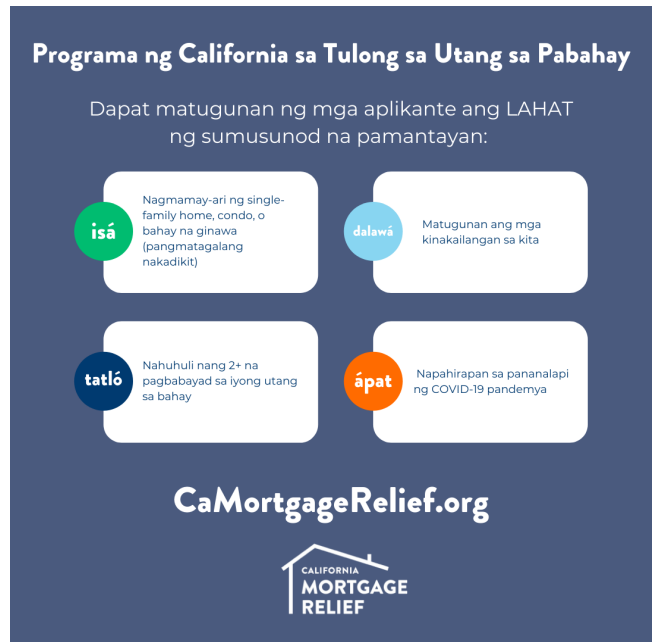 Programa ng California sa Tulong sa Utang sa Pabahay
Dapat matugunan ng mga aplikante ang LAHAT
ng sumusunod na pamantayan:
isá
Nagmamay-ari ng single-
family home, condo, o
bahay na ginawa
(pangmatagalang
nakadikit)
dalawá
Matugunan ang mga
kinakailangan sa kita
tatló
Nahuhuli nang 2+ na
pagbabayad sa iyong utang
sa bahay
ápat
Napahirapan sa pananalapi
ng COVID-19 pandemya
CaMortgageRelief.org
CALIFORNIA
MORTGAGE
RELIEF